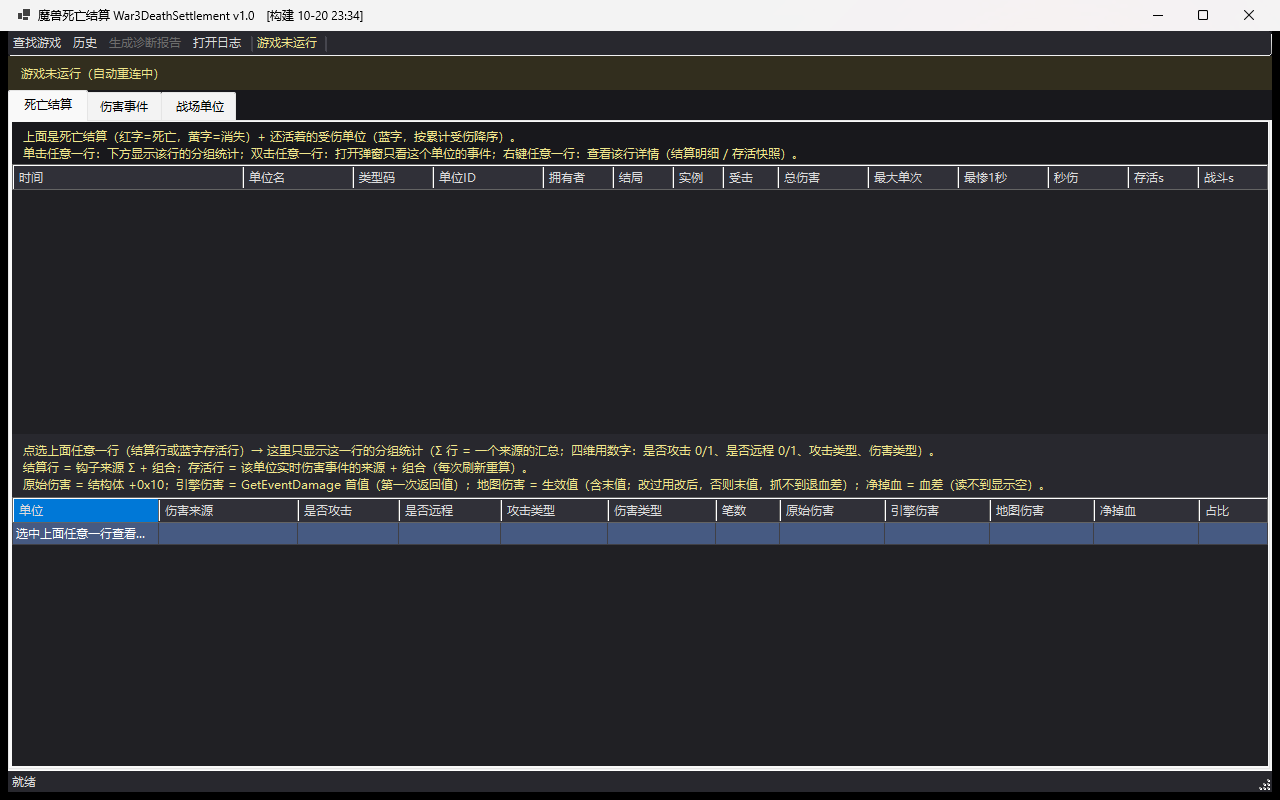 魔兽死亡结算 War3DeathSettlement v1.0 [构建 10-20 23:34]
查找游戏 历史 生成诊断报告 打开日志 游戏未运行
游戏未运行（自动重连中）
死亡结算 伤害事件 战场单位
上面是死亡结算（红字=死亡，黄字=消失）+ 还活着的受伤单位（蓝字，按累计受伤降序）。
单击任意一行：下方显示该行的分组统计；双击任意一行：打开弹窗只看这个单位的事件；右键任意一行：查看该行详情（结算明细 / 存活快照）。
时间 单位名 类型码 单位ID 拥有者 结局 实例 受击 总伤害 最大单次 最惨1秒 秒伤 存活s 战斗s
点选上面任意一行（结算行或蓝字存活行）→ 这里只显示这一行的分组统计（Σ 行 = 一个来源的汇总；四维用数字：是否攻击 0/1、是否远程 0/1、攻击类型、伤害类型）。
结算行 = 钩子来源 Σ + 组合；存活行 = 该单位实时伤害事件的来源 + 组合（每次刷新重算）。
原始伤害 = 结构体 +0x10；引擎伤害 = GetEventDamage 首值（第一次返回值）；地图伤害 = 生效值（含末值；改过用改后，否则末值，抓不到退血差）；净掉血 = 血差（读不到显示空）。
单位 伤害来源 是否攻击 是否远程 攻击类型 伤害类型 笔数 原始伤害 引擎伤害 地图伤害 净掉血 占比
选中上面任意一行查看...
就绪